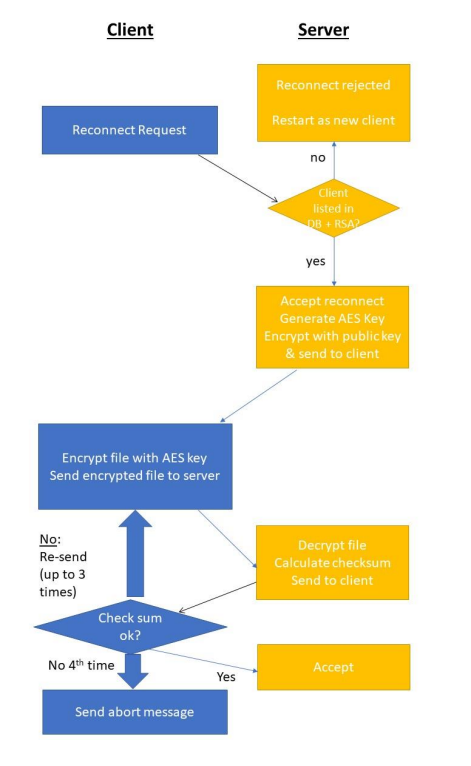 Client
Server
Reconnect rejected
Restart as new client
Reconnect Request
no
Client
listed in
DB + RSA?
yes
Accept reconnect
Generate AES Key
Encrypt with public key
& send to client
Encrypt file with AES key
Send encrypted file to server
No:
Re-send
(up to 3
times)
Decrypt file
Calculate checksum
Send to client
Check sum
ok?
No 4th time
Yes
Accept
Send abort message